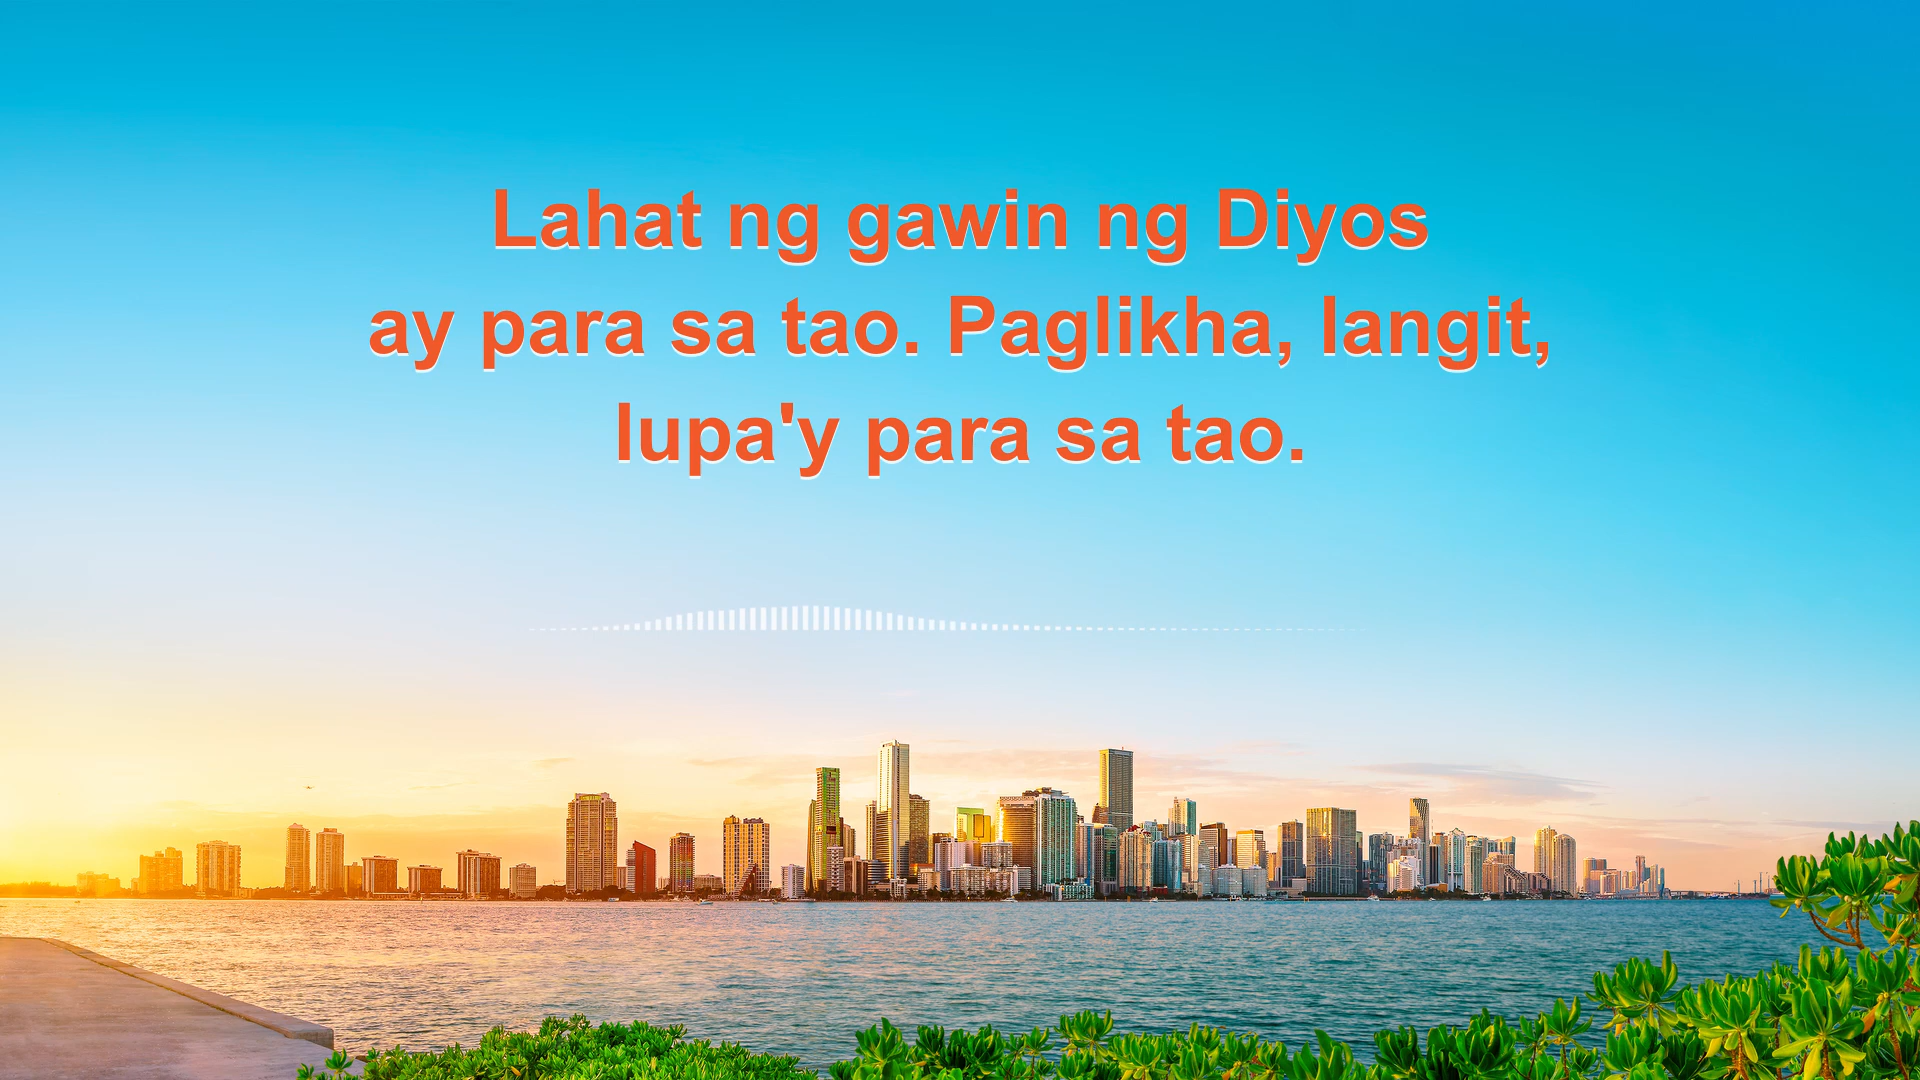 Lahat ng gawin ng Diyos
ay para sa tao. Paglikha, langit,
lupa'y para sa tao.